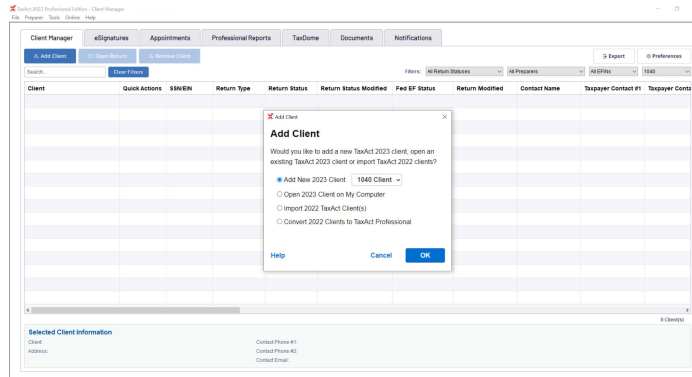 TaxAct 2023 Professional Edition - Client Manager
File Preparer Tools Online Help
Client Manager eSignatures Appointments Professional Reports TaxDome Documents Notifications
Add Client Open Return Remove Client Export Preferences
Search... Clear Filters Filters: All Return Statuses All Preparers All EFINs 1040
Client Quick Actions SSN/EIN Return Type Return Status Return Status Modified Fed EF Status Return Modified Contact Name Taxpayer Contact #1 Taxpayer Conta
Add Client
Add Client
Would you like to add a new TaxAct 2023 client, open an
existing TaxAct 2023 client or import TaxAct 2022 clients?
Add New 2023 Client 1040 Client
Open 2023 Client on My Computer
Import 2022 TaxAct Client(s)
Convert 2022 Clients to TaxAct Professional
Help Cancel OK
0 Client(s)
Selected Client Information
Client: Contact Phone #1:
Address: Contact Phone #2:
Contact Email: